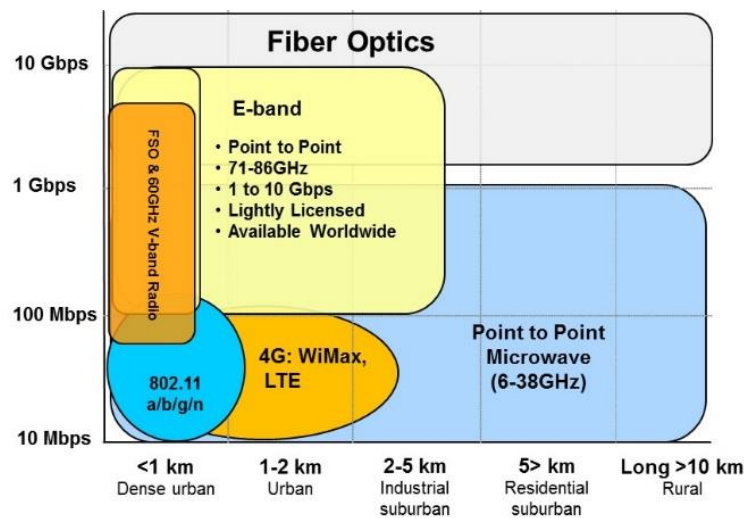 Fiber Optics
10 Gbps
E-band
• Point to Point
• 71-86GHz
• 1 to 10 Gbps
• Lightly Licensed
• Available Worldwide
FSO & 60GHz V-band Radio
1 Gbps
100 Mbps
Point to Point
Microwave
(6-38GHz)
4G: WiMax,
LTE
802.11
a/b/g/n
10 Mbps
<1 km
Dense urban
1-2 km
Urban
2-5 km
Industrial
suburban
5> km
Residential
suburban
Long >10 km
Rural